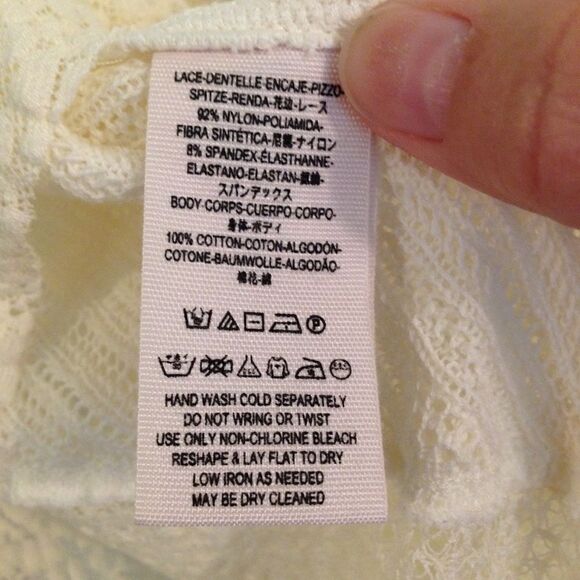 LACE-DENTELLE ENCAJE-PIZZO-
SPITZE-RENDA-花边-レース
92% NYLON-POLIAMIDA-
FIBRA SINTÉTICA-尼龍-ナイロン
8% SPANDEX-ÉLASTHANNE-
ELASTANO-ELASTAN-
スパンデックス
BODY-CORPS-CUERPO-CORPO-
身体-ボディ
100% COTTON-COTON-ALGODÓN-
COTONE-BAUMWOLLE-ALGODÃO-
棉花-綿
HAND WASH COLD SEPARATELY
DO NOT WRING OR TWIST
USE ONLY NON-CHLORINE BLEACH
RESHAPE & LAY FLAT TO DRY
LOW IRON AS NEEDED
MAY BE DRY CLEANED